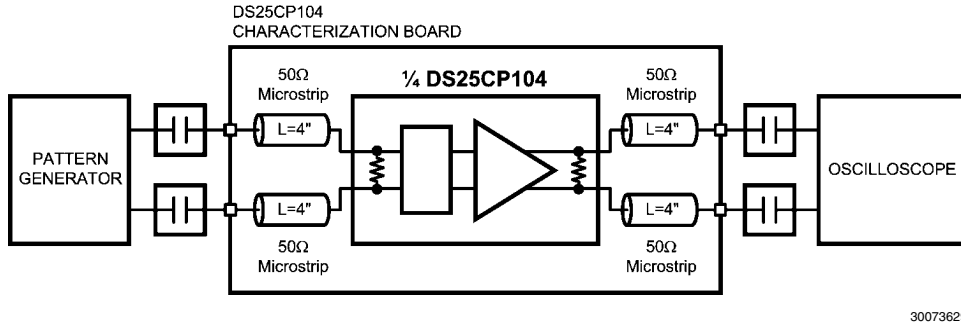 DS25CP104
CHARACTERIZATION BOARD
50Ω
Microstrip
¼ DS25CP104
50Ω
Microstrip
L=4"
L=4"
PATTERN
GENERATOR
OSCILLOSCOPE
L=4"
L=4"
50Ω
Microstrip
50Ω
Microstrip